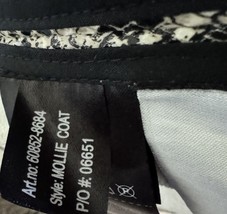 Art.no: 60852-8684
Style: MOLLIE COAT
P/O #: 06651